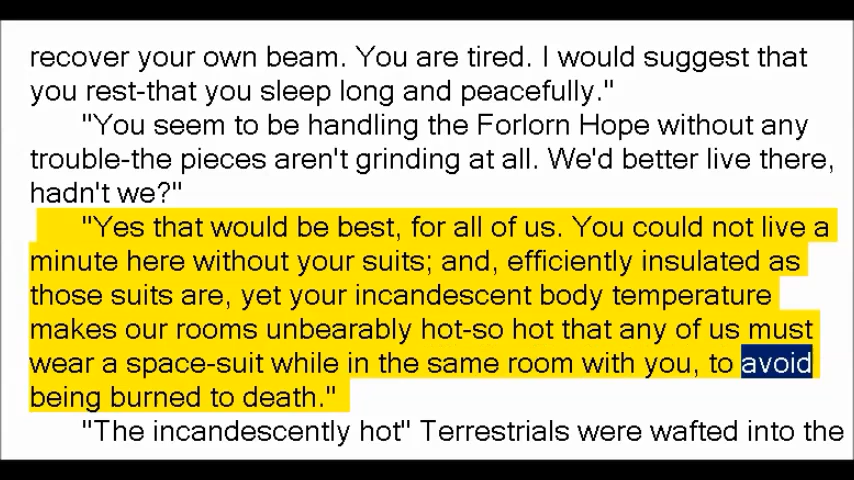 recover your own beam. You are tired. I would suggest that
you rest-that you sleep long and peacefully."
"You seem to be handling the Forlorn Hope without any
trouble-the pieces aren't grinding at all. We'd better live there,
hadn't we?"
"Yes that would be best, for all of us. You could not live a
minute here without your suits; and, efficiently insulated as
those suits are, yet your incandescent body temperature
makes our rooms unbearably hot-so hot that any of us must
wear a space-suit while in the same room with you, to avoid
being burned to death."
"The incandescently hot" Terrestrials were wafted into the